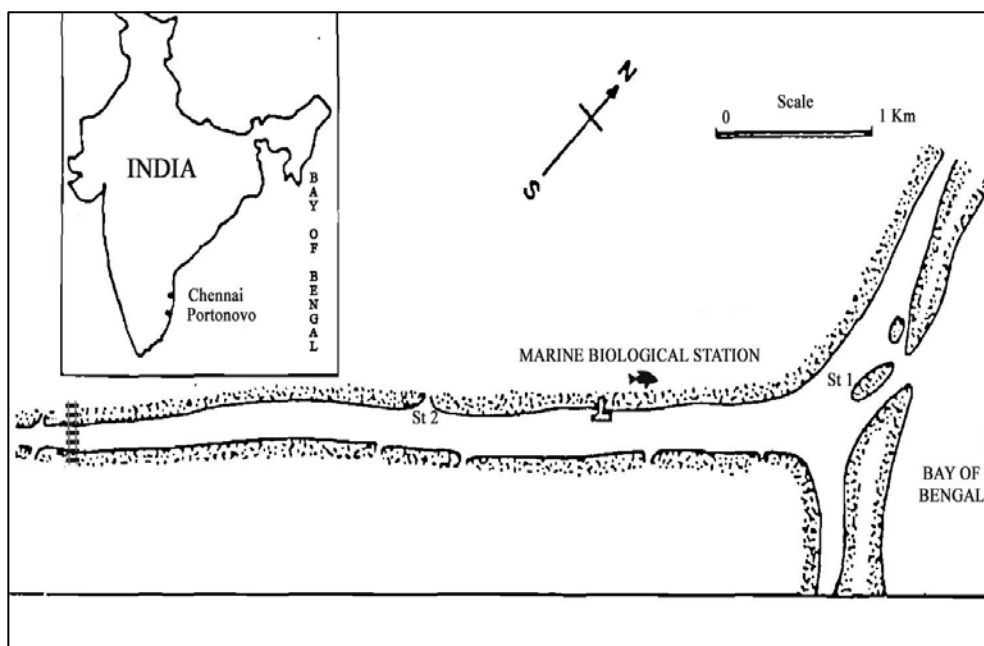 INDIA
BAY OF BENGAL
Chennai
Portonovo
N
S
Scale
0 1 Km
MARINE BIOLOGICAL STATION
St 1
St 2
BAY OF
BENGAL